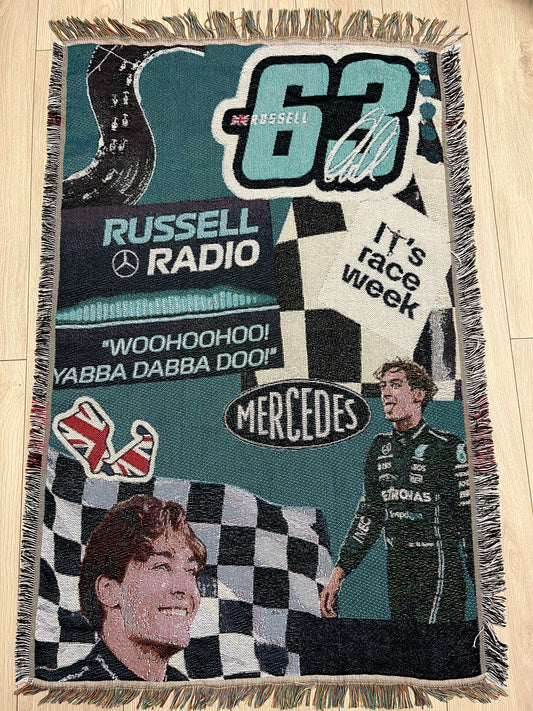 63
RUSSELL
RUSSELL
RADIO
"WOOHOOHOO!
YABBA DABBA DOO!"
IT's
race
week
MERCEDES
PETRONAS